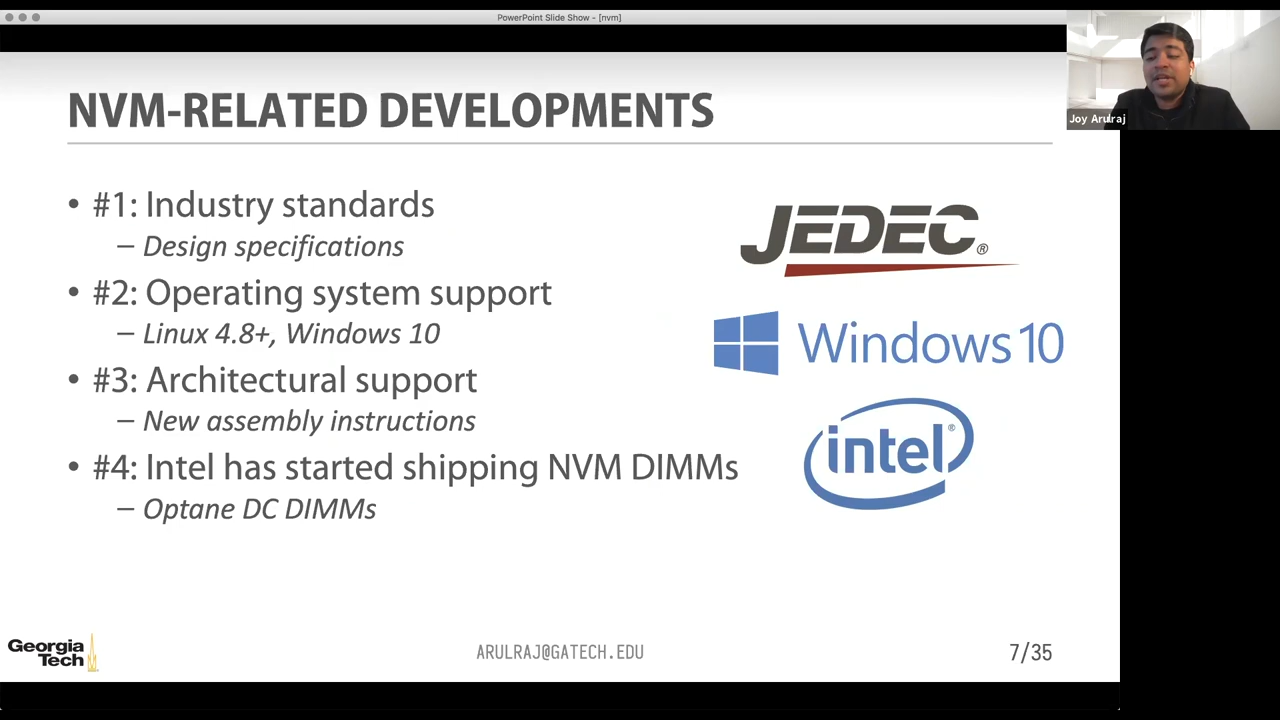 PowerPoint Slide Show - [nvm]
NVM-RELATED DEVELOPMENTS
Joy Arulraj
• #1: Industry standards
– Design specifications
JEDEC®
• #2: Operating system support
– Linux 4.8+, Windows 10
Windows 10
• #3: Architectural support
– New assembly instructions
intel®
• #4: Intel has started shipping NVM DIMMs
– Optane DC DIMMs
Georgia
Tech
ARULRAJ@GATECH.EDU
7/35